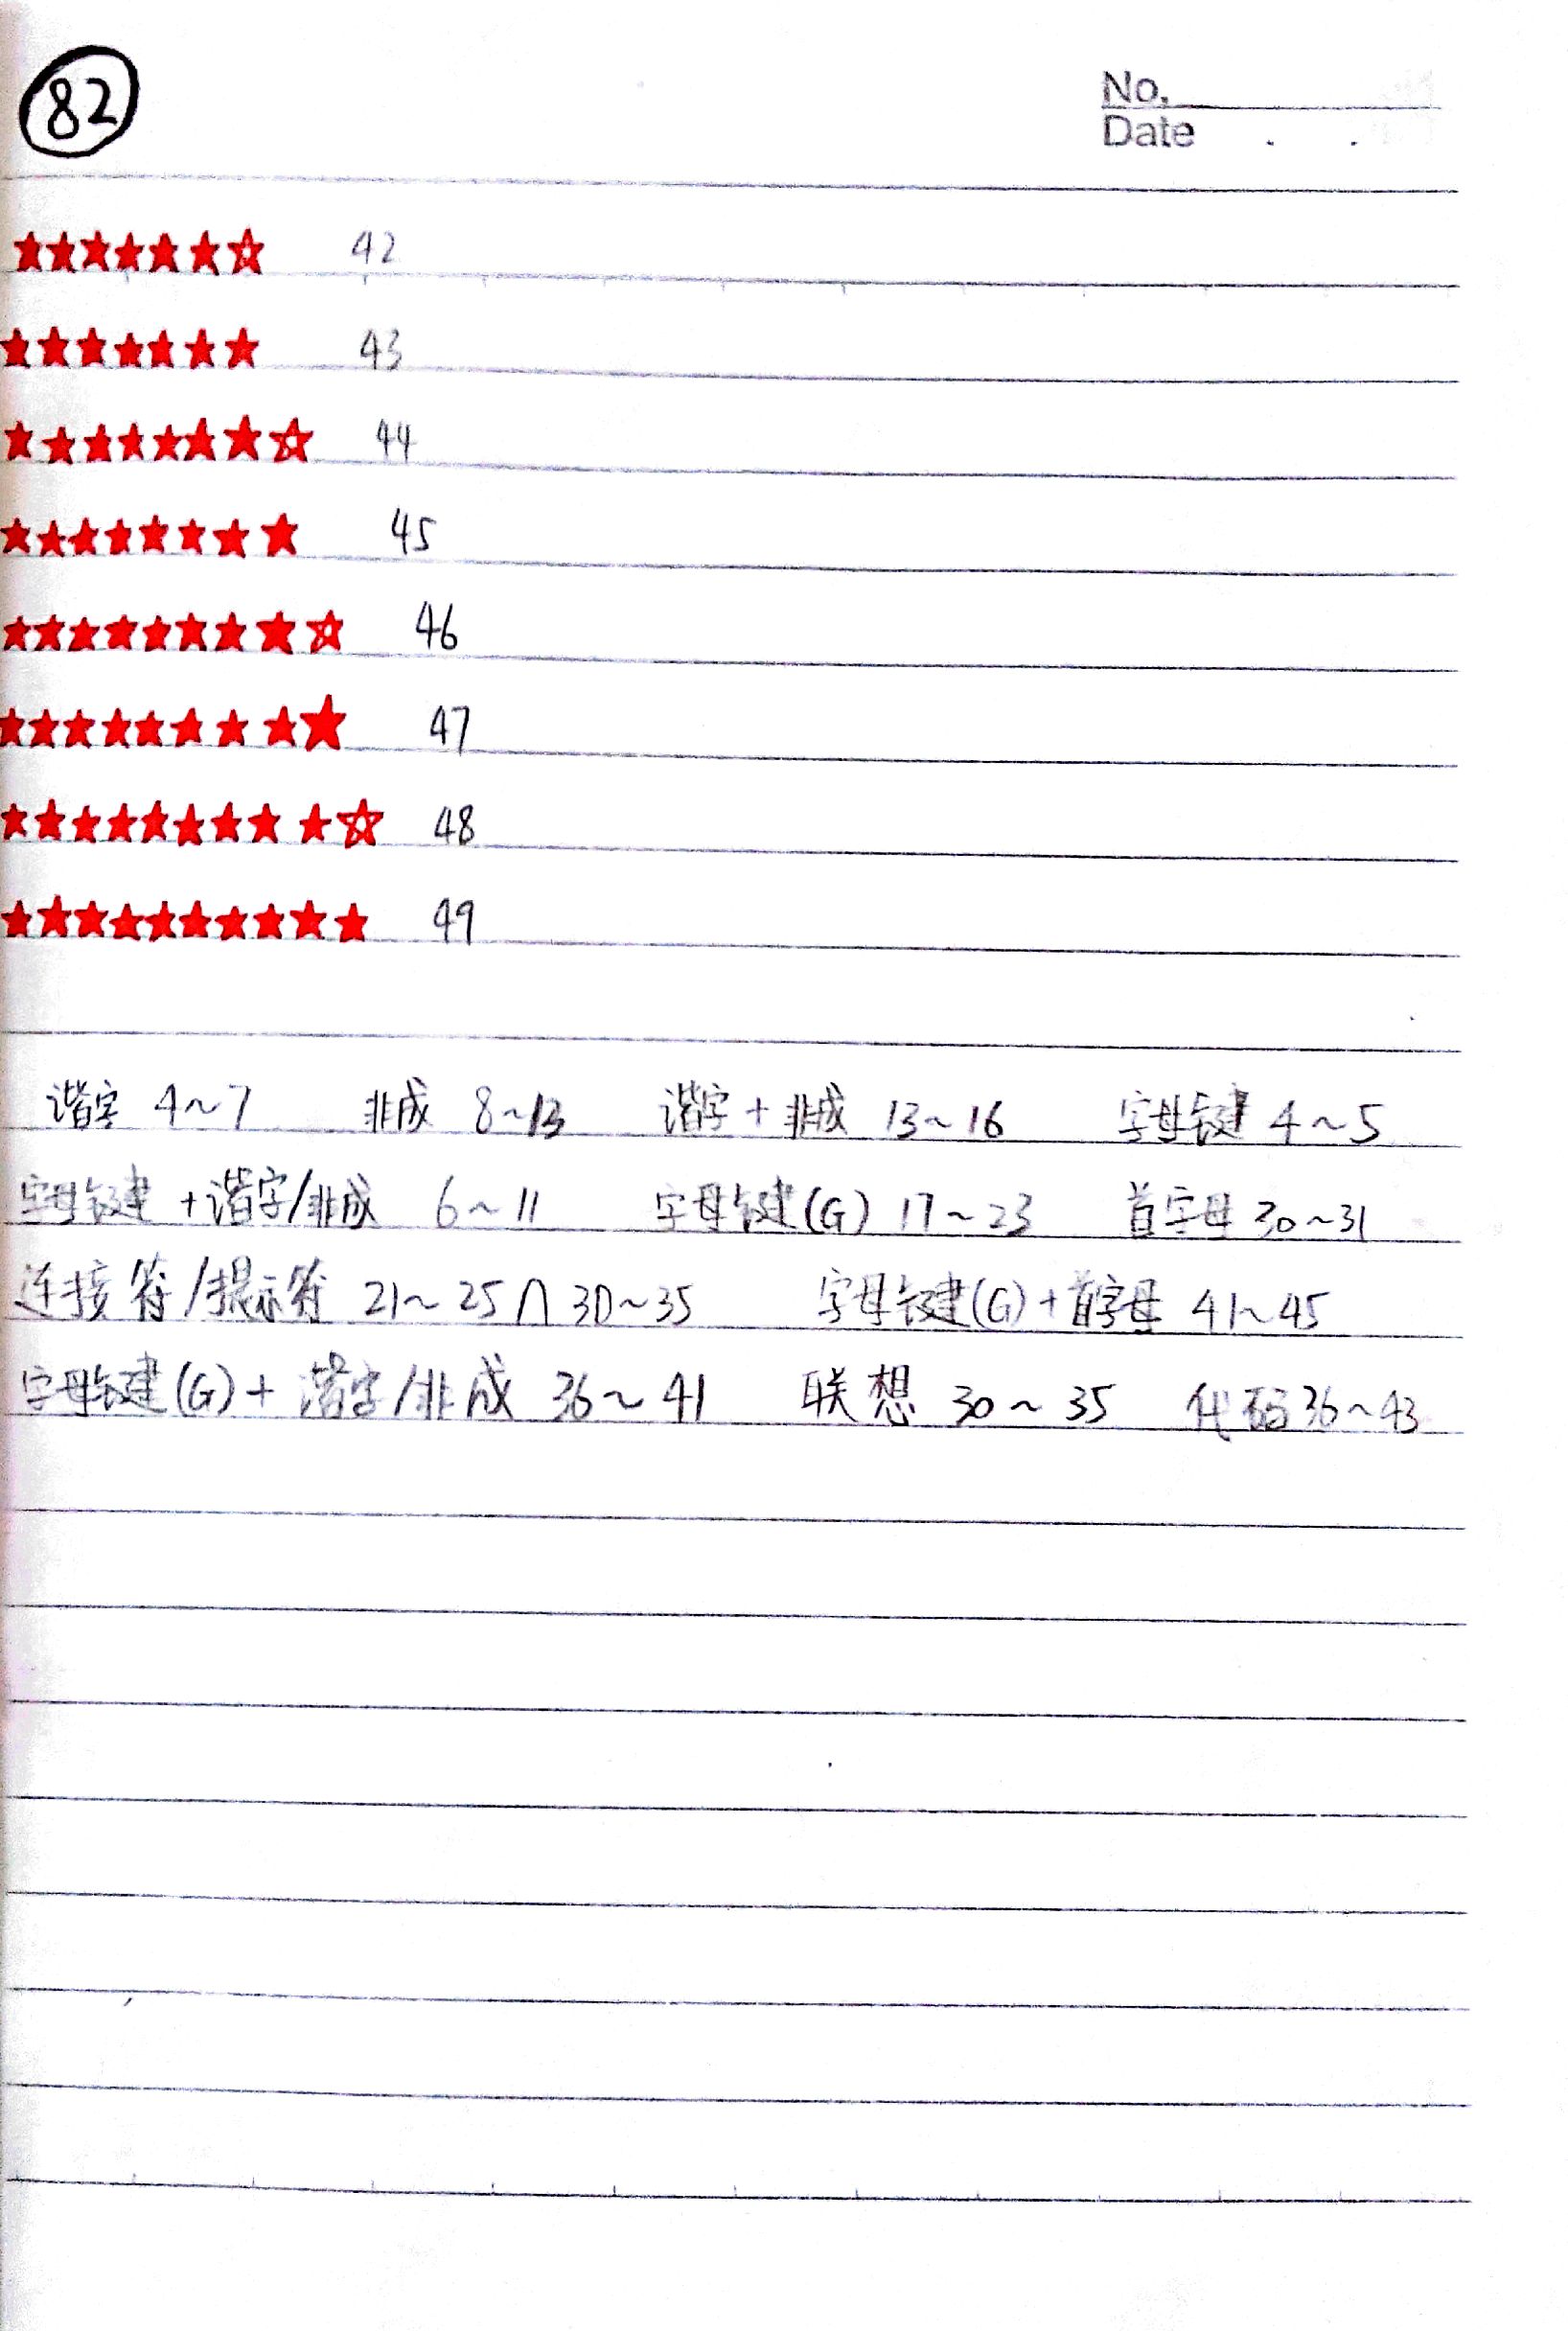 82
No.
Date . .
★★★★★★☆ 42
★★★★★★★ 43
★★★★★★★☆ 44
★★★★★★★★ 45
★★★★★★★★☆ 46
★★★★★★★★★ 47
★★★★★★★★★☆ 48
★★★★★★★★★★ 49
谐字 4~7 非成 8~13 谐字+非成 13~16 字母键 4~5
字母键+谐字/非成 6~11 字母键(G) 17~23 首字母 30~31
连接符/提示符 21~25∩30~35 字母键(G)+首字母 41~45
字母键(G)+谐字/非成 36~41 联想 30~35 代码 36~43